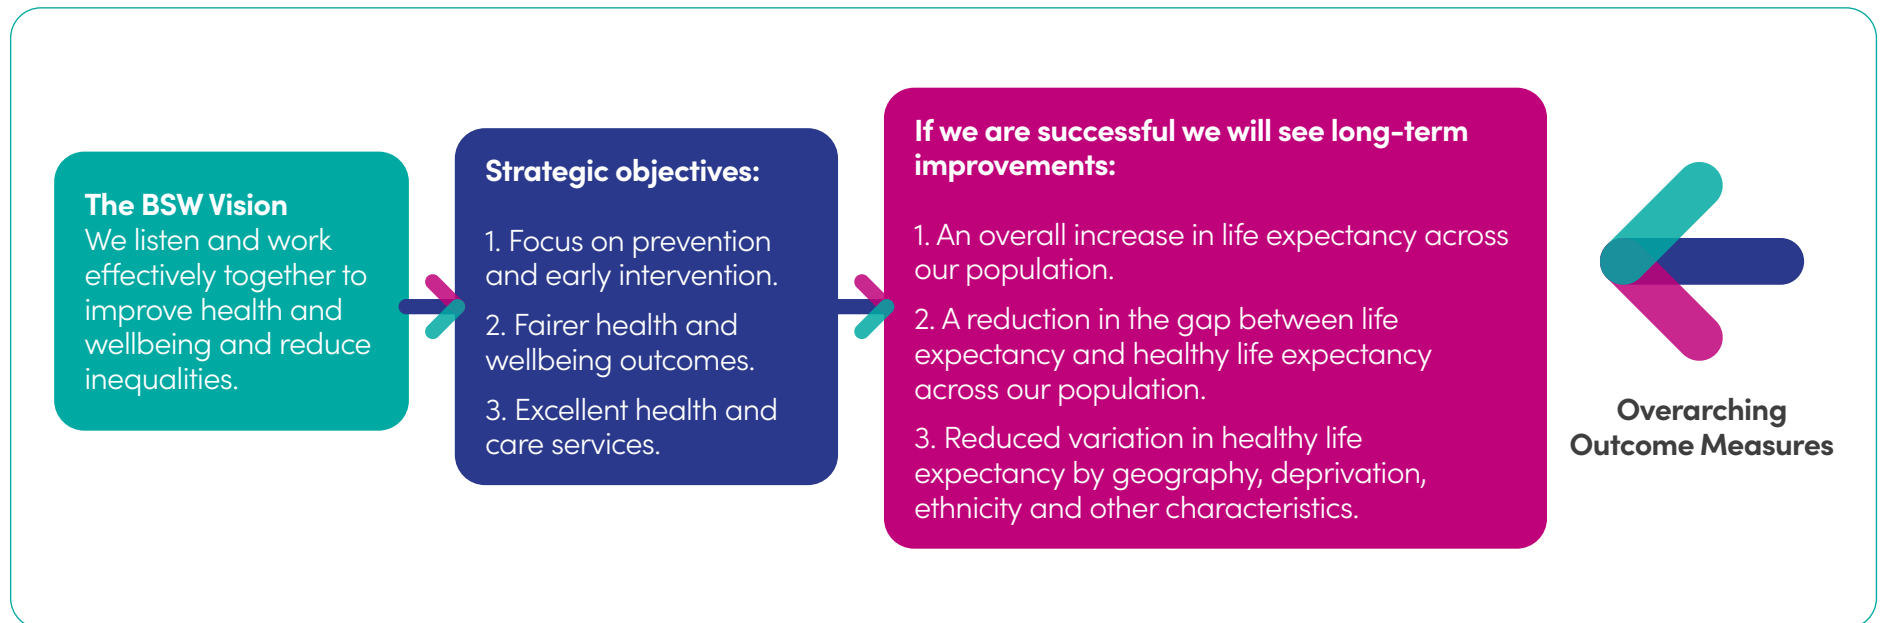 The BSW Vision
We listen and work
effectively together to
improve health and
wellbeing and reduce
inequalities.
Strategic objectives:
1. Focus on prevention
and early intervention.
2. Fairer health and
wellbeing outcomes.
3. Excellent health and
care services.
If we are successful we will see long-term
improvements:
1. An overall increase in life expectancy across
our population.
2. A reduction in the gap between life
expectancy and healthy life expectancy
across our population.
3. Reduced variation in healthy life
expectancy by geography, deprivation,
ethnicity and other characteristics.
Overarching
Outcome Measures